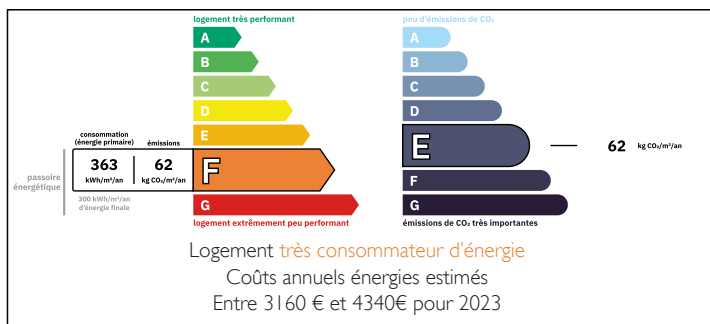 logement très performant
A
B
C
D
E
consommation
(énergie primaire)
émissions
363
kWh/m²/an
62
kg CO₂/m²/an
F
passoire
énergétique
300 kWh/m²/an
d'énergie finale
G
logement extrêmement peu performant
peu d'émissions de CO₂
A
B
C
D
E
62 kg CO₂/m²/an
F
G
émissions de CO₂ très importantes
Logement très consommateur d'énergie
Coûts annuels énergies estimés
Entre 3160 € et 4340€ pour 2023